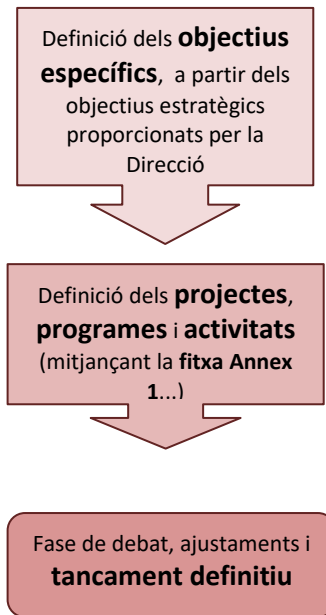 Definició dels objectius
específics, a partir dels
objectius estratègics
proporcionats per la
Direcció
Definició dels projectes,
programes i activitats
(mitjançant la fitxa Annex
1...)
Fase de debat, ajustaments i
tancament definitiu